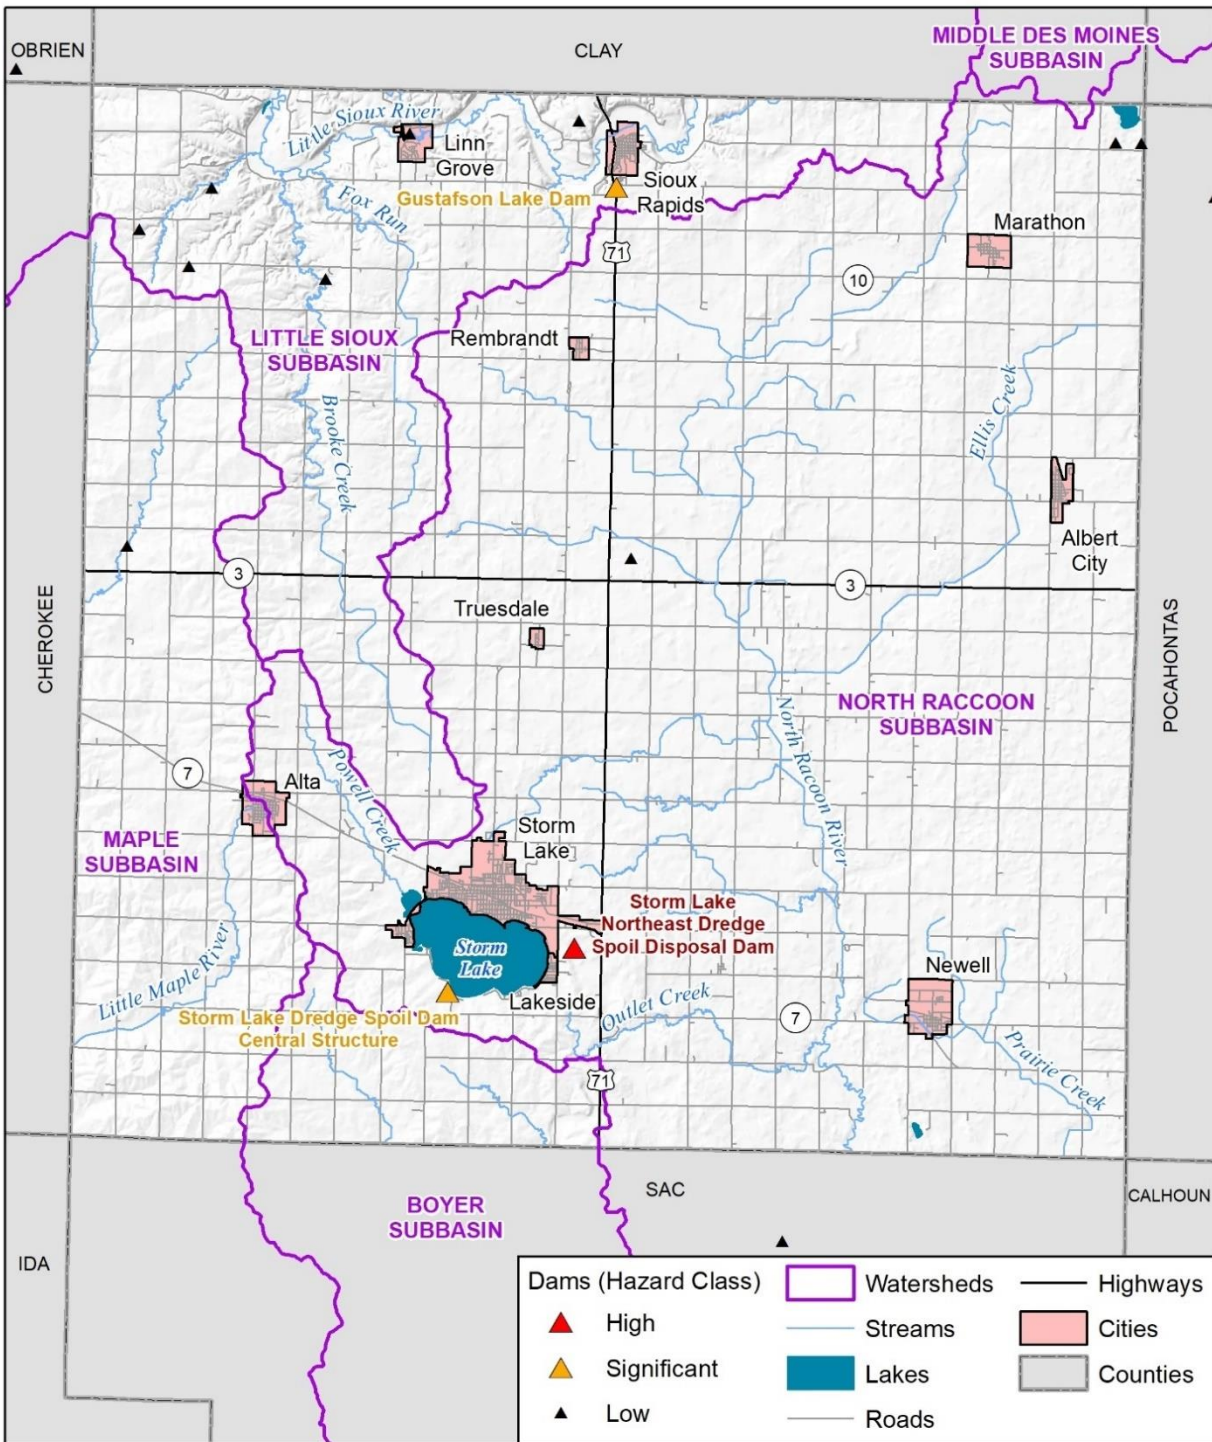 MIDDLE DES MOINES
SUBBASIN
OBRIEN
CLAY
Little Sioux River
Linn
Grove
Sioux
Rapids
Gustafson Lake Dam
Fox Run
Marathon
71
10
LITTLE SIOUX
SUBBASIN
Rembrandt
Brooke Creek
Ellis Creek
Albert
City
3
3
Truesdale
CHEROKEE
POCAHONTAS
NORTH RACCOON
SUBBASIN
North Racoon River
7
Alta
Powell Creek
MAPLE
SUBBASIN
Storm
Lake
Storm Lake
Northeast Dredge
Spoil Disposal Dam
Storm
Lake
Little Maple River
Newell
Lakeside
Outlet Creek
7
Storm Lake Dredge Spoil Dam
Central Structure
Prairie Creek
71
SAC
CALHOUN
BOYER
SUBBASIN
IDA
Dams (Hazard Class)
High
Significant
Low
Watersheds
Streams
Lakes
Roads
Highways
Cities
Counties